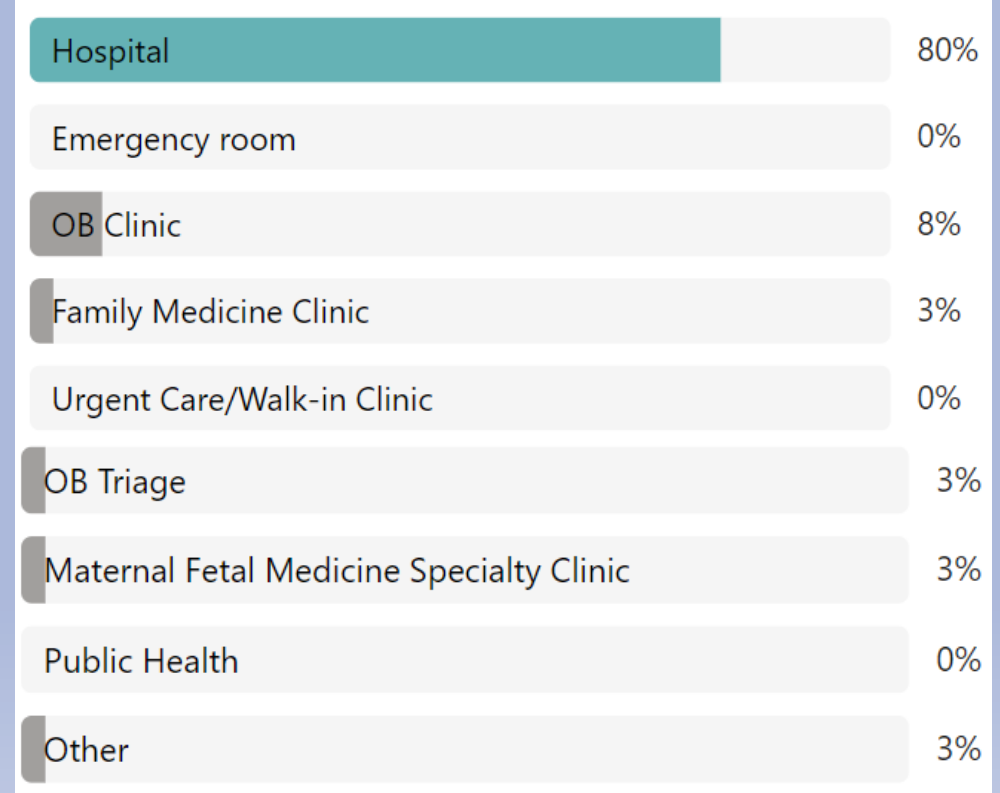 Hospital 80%
Emergency room 0%
OB Clinic 8%
Family Medicine Clinic 3%
Urgent Care/Walk-in Clinic 0%
OB Triage 3%
Maternal Fetal Medicine Specialty Clinic 3%
Public Health 0%
Other 3%